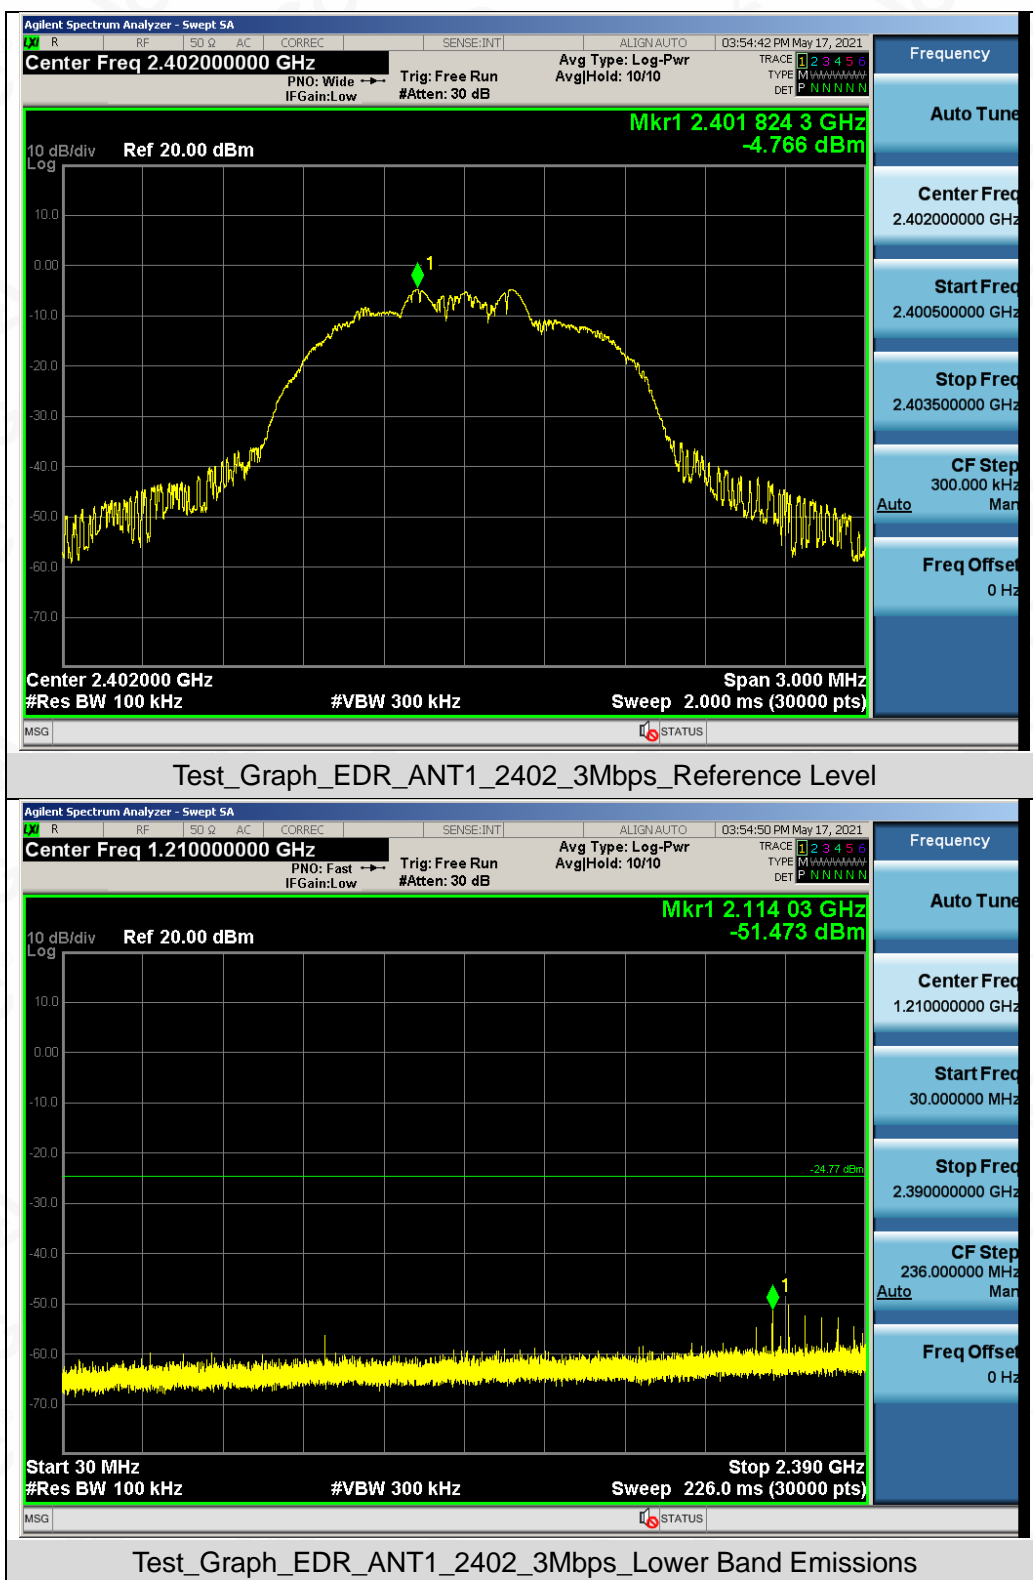 Agilent Spectrum Analyzer - Swept SA
LXI R RF 50 Ω AC CORREC SENSE:INT ALIGN AUTO 03:54:42 PM May 17, 2021
Center Freq 2.402000000 GHz
PNO: Wide
IFGain:Low
Trig: Free Run
#Atten: 30 dB
Avg Type: Log-Pwr
Avg|Hold: 10/10
TRACE 1 2 3 4 5 6
TYPE M WWWWW
DET P N N N N N
Mkr1 2.401 824 3 GHz
-4.766 dBm
10 dB/div Ref 20.00 dBm
Log
10.0
0.00
-10.0
-20.0
-30.0
-40.0
-50.0
-60.0
-70.0
1
Center 2.402000 GHz Span 3.000 MHz
#Res BW 100 kHz #VBW 300 kHz Sweep 2.000 ms (30000 pts)
MSG STATUS
Frequency
Auto Tune
Center Freq
2.402000000 GHz
Start Freq
2.400500000 GHz
Stop Freq
2.403500000 GHz
CF Step
300.000 kHz
Auto Man
Freq Offset
0 Hz
Test_Graph_EDR_ANT1_2402_3Mbps_Reference Level
Agilent Spectrum Analyzer - Swept SA
LXI R RF 50 Ω AC CORREC SENSE:INT ALIGN AUTO 03:54:50 PM May 17, 2021
Center Freq 1.210000000 GHz
PNO: Fast
IFGain:Low
Trig: Free Run
#Atten: 30 dB
Avg Type: Log-Pwr
Avg|Hold: 10/10
TRACE 1 2 3 4 5 6
TYPE M WWWWW
DET P N N N N N
Mkr1 2.114 03 GHz
-51.473 dBm
10 dB/div Ref 20.00 dBm
Log
10.0
0.00
-10.0
-20.0
-24.77 dBm
-30.0
-40.0
-50.0
-60.0
-70.0
1
Start 30 MHz Stop 2.390 GHz
#Res BW 100 kHz #VBW 300 kHz Sweep 226.0 ms (30000 pts)
MSG STATUS
Frequency
Auto Tune
Center Freq
1.210000000 GHz
Start Freq
30.000000 MHz
Stop Freq
2.390000000 GHz
CF Step
236.000000 MHz
Auto Man
Freq Offset
0 Hz
Test_Graph_EDR_ANT1_2402_3Mbps_Lower Band Emissions